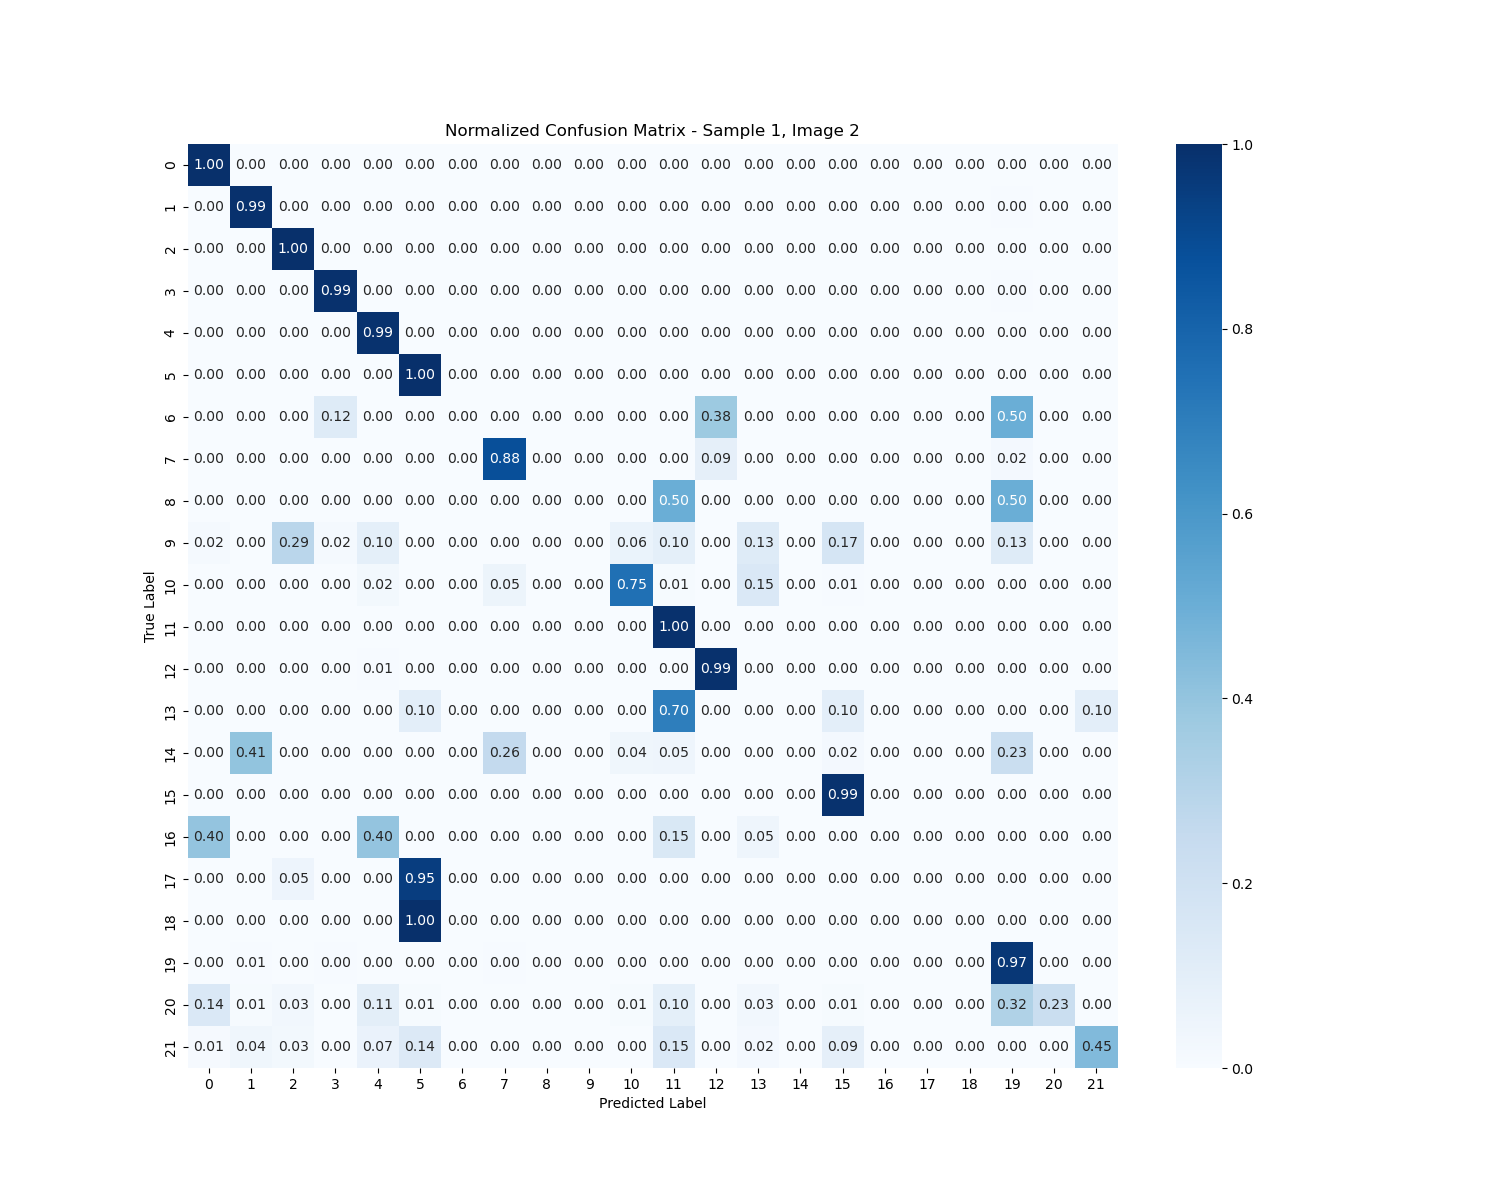 Normalized Confusion Matrix - Sample 1, Image 2
0 1.00 0.00 0.00 0.00 0.00 0.00 0.00 0.00 0.00 0.00 0.00 0.00 0.00 0.00 0.00 0.00 0.00 0.00 0.00 0.00 0.00 0.00 1.0
1 0.00 0.99 0.00 0.00 0.00 0.00 0.00 0.00 0.00 0.00 0.00 0.00 0.00 0.00 0.00 0.00 0.00 0.00 0.00 0.00 0.00 0.00
2 0.00 0.00 1.00 0.00 0.00 0.00 0.00 0.00 0.00 0.00 0.00 0.00 0.00 0.00 0.00 0.00 0.00 0.00 0.00 0.00 0.00 0.00
3 0.00 0.00 0.00 0.99 0.00 0.00 0.00 0.00 0.00 0.00 0.00 0.00 0.00 0.00 0.00 0.00 0.00 0.00 0.00 0.00 0.00 0.00
4 0.00 0.00 0.00 0.00 0.99 0.00 0.00 0.00 0.00 0.00 0.00 0.00 0.00 0.00 0.00 0.00 0.00 0.00 0.00 0.00 0.00 0.00 0.8
5 0.00 0.00 0.00 0.00 0.00 1.00 0.00 0.00 0.00 0.00 0.00 0.00 0.00 0.00 0.00 0.00 0.00 0.00 0.00 0.00 0.00 0.00
6 0.00 0.00 0.00 0.12 0.00 0.00 0.00 0.00 0.00 0.00 0.00 0.00 0.38 0.00 0.00 0.00 0.00 0.00 0.00 0.50 0.00 0.00
7 0.00 0.00 0.00 0.00 0.00 0.00 0.00 0.88 0.00 0.00 0.00 0.00 0.09 0.00 0.00 0.00 0.00 0.00 0.00 0.02 0.00 0.00
8 0.00 0.00 0.00 0.00 0.00 0.00 0.00 0.00 0.00 0.00 0.00 0.50 0.00 0.00 0.00 0.00 0.00 0.00 0.00 0.50 0.00 0.00 0.6
9 0.02 0.00 0.29 0.02 0.10 0.00 0.00 0.00 0.00 0.00 0.06 0.10 0.00 0.13 0.00 0.17 0.00 0.00 0.00 0.13 0.00 0.00
10 0.00 0.00 0.00 0.00 0.02 0.00 0.00 0.05 0.00 0.00 0.75 0.01 0.00 0.15 0.00 0.01 0.00 0.00 0.00 0.00 0.00 0.00
True Label
11 0.00 0.00 0.00 0.00 0.00 0.00 0.00 0.00 0.00 0.00 0.00 1.00 0.00 0.00 0.00 0.00 0.00 0.00 0.00 0.00 0.00 0.00
12 0.00 0.00 0.00 0.00 0.01 0.00 0.00 0.00 0.00 0.00 0.00 0.00 0.99 0.00 0.00 0.00 0.00 0.00 0.00 0.00 0.00 0.00
13 0.00 0.00 0.00 0.00 0.00 0.10 0.00 0.00 0.00 0.00 0.00 0.70 0.00 0.00 0.00 0.10 0.00 0.00 0.00 0.00 0.00 0.10 0.4
14 0.00 0.41 0.00 0.00 0.00 0.00 0.00 0.26 0.00 0.00 0.04 0.05 0.00 0.00 0.00 0.02 0.00 0.00 0.00 0.23 0.00 0.00
15 0.00 0.00 0.00 0.00 0.00 0.00 0.00 0.00 0.00 0.00 0.00 0.00 0.00 0.00 0.00 0.99 0.00 0.00 0.00 0.00 0.00 0.00
16 0.40 0.00 0.00 0.00 0.40 0.00 0.00 0.00 0.00 0.00 0.00 0.15 0.00 0.05 0.00 0.00 0.00 0.00 0.00 0.00 0.00 0.00
17 0.00 0.00 0.05 0.00 0.00 0.95 0.00 0.00 0.00 0.00 0.00 0.00 0.00 0.00 0.00 0.00 0.00 0.00 0.00 0.00 0.00 0.00 0.2
18 0.00 0.00 0.00 0.00 0.00 1.00 0.00 0.00 0.00 0.00 0.00 0.00 0.00 0.00 0.00 0.00 0.00 0.00 0.00 0.00 0.00 0.00
19 0.00 0.01 0.00 0.00 0.00 0.00 0.00 0.00 0.00 0.00 0.00 0.00 0.00 0.00 0.00 0.00 0.00 0.00 0.00 0.97 0.00 0.00
20 0.14 0.01 0.03 0.00 0.11 0.01 0.00 0.00 0.00 0.00 0.01 0.10 0.00 0.03 0.00 0.01 0.00 0.00 0.00 0.32 0.23 0.00
21 0.01 0.04 0.03 0.00 0.07 0.14 0.00 0.00 0.00 0.00 0.00 0.15 0.00 0.02 0.00 0.09 0.00 0.00 0.00 0.00 0.00 0.45 0.0
0 1 2 3 4 5 6 7 8 9 10 11 12 13 14 15 16 17 18 19 20 21
Predicted Label